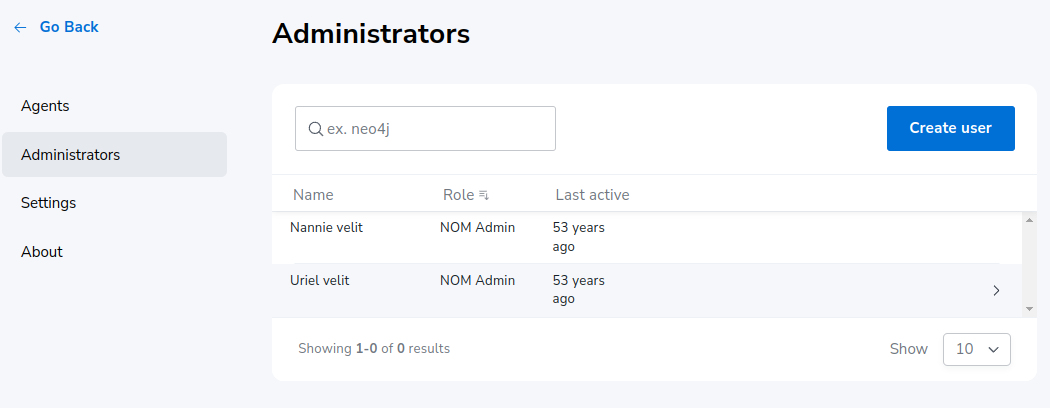 Go Back
Administrators
Agents
Administrators
Settings
About
ex. neo4j
Create user
Name Role Last active
Nannie velit NOM Admin 53 years
ago
Uriel velit NOM Admin 53 years
ago
Showing 1-0 of 0 results
Show 10